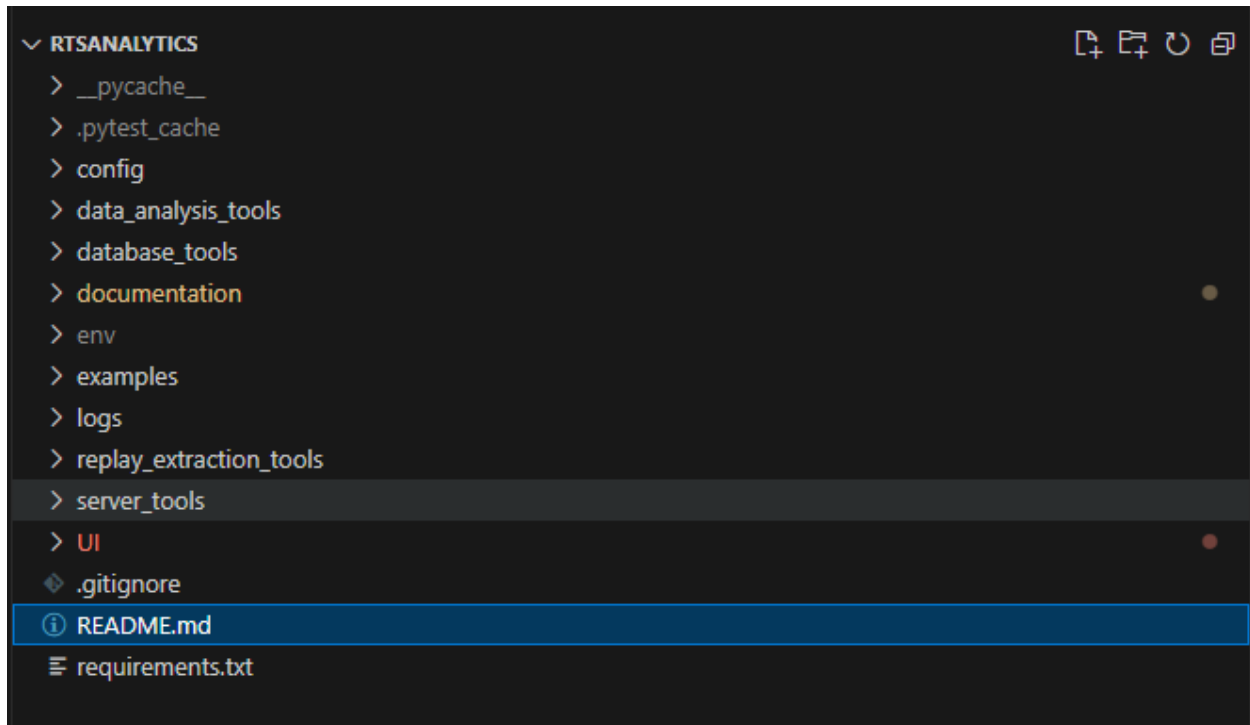 RTSANALYTICS
__pycache__
.pytest_cache
config
data_analysis_tools
database_tools
documentation
env
examples
logs
replay_extraction_tools
server_tools
UI
.gitignore
README.md
requirements.txt